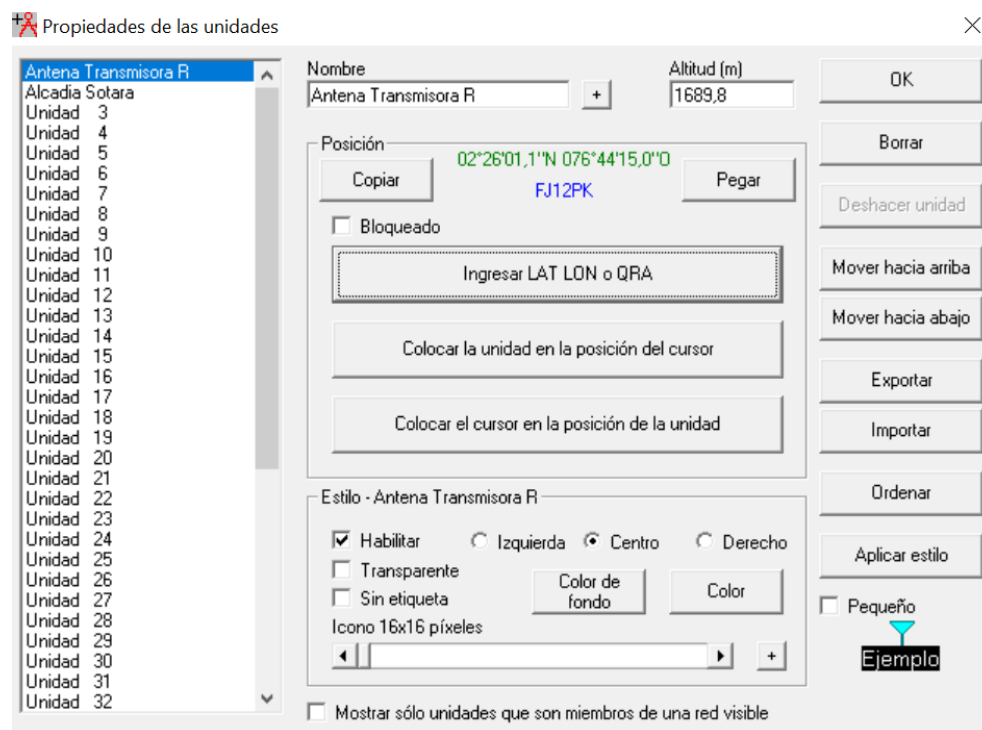 Propiedades de las unidades
Antena Transmisora R
Alcadia Sotara
Unidad 3
Unidad 4
Unidad 5
Unidad 6
Unidad 7
Unidad 8
Unidad 9
Unidad 10
Unidad 11
Unidad 12
Unidad 13
Unidad 14
Unidad 15
Unidad 16
Unidad 17
Unidad 18
Unidad 19
Unidad 20
Unidad 21
Unidad 22
Unidad 23
Unidad 24
Unidad 25
Unidad 26
Unidad 27
Unidad 28
Unidad 29
Unidad 30
Unidad 31
Unidad 32
Nombre
Antena Transmisora R
+
Altitud (m)
1689,8
Posición
Copiar
02°26'01,1''N 076°44'15,0''O
FJ12PK
Pegar
Bloqueado
Ingresar LAT LON o QRA
Colocar la unidad en la posición del cursor
Colocar el cursor en la posición de la unidad
Estilo - Antena Transmisora R
Habilitar
Izquierda
Centro
Derecho
Transparente
Sin etiqueta
Color de
fondo
Color
Icono 16x16 píxeles
+
Mostrar sólo unidades que son miembros de una red visible
OK
Borrar
Deshacer unidad
Mover hacia arriba
Mover hacia abajo
Exportar
Importar
Ordenar
Aplicar estilo
Pequeño
Ejemplo